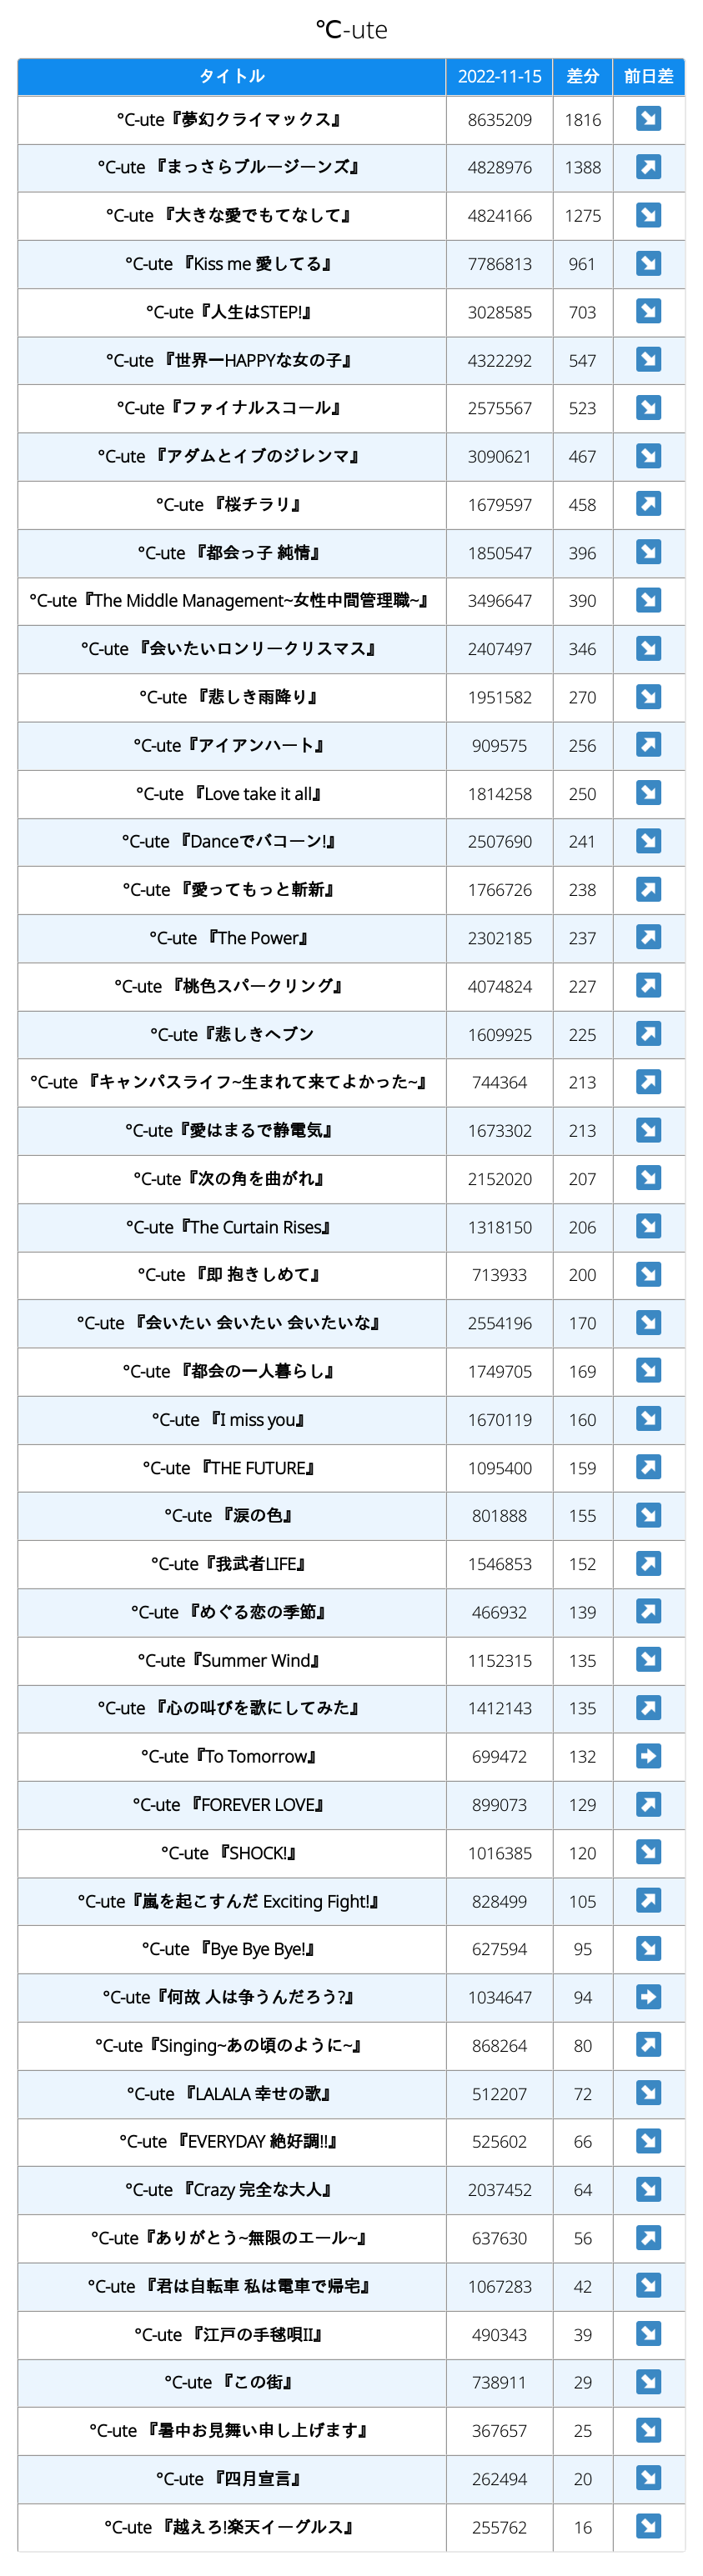 ℃-ute
タイトル 2022-11-15 差分 前日差
°C-ute『夢幻クライマックス』 8635209 1816 ↘
°C-ute 『まっさらブルージーンズ』 4828976 1388 ↗
°C-ute 『大きな愛でもてなして』 4824166 1275 ↘
°C-ute 『Kiss me 愛してる』 7786813 961 ↘
°C-ute『人生はSTEP!』 3028585 703 ↘
°C-ute 『世界一HAPPYな女の子』 4322292 547 ↘
°C-ute『ファイナルスコール』 2575567 523 ↘
°C-ute 『アダムとイブのジレンマ』 3090621 467 ↘
°C-ute 『桜チラリ』 1679597 458 ↗
°C-ute 『都会っ子 純情』 1850547 396 ↘
°C-ute『The Middle Management~女性中間管理職~』 3496647 390 ↘
°C-ute 『会いたいロンリークリスマス』 2407497 346 ↘
°C-ute 『悲しき雨降り』 1951582 270 ↘
°C-ute『アイアンハート』 909575 256 ↗
°C-ute 『Love take it all』 1814258 250 ↘
°C-ute 『Danceでバコーン!』 2507690 241 ↘
°C-ute 『愛ってもっと斬新』 1766726 238 ↗
°C-ute 『The Power』 2302185 237 ↗
°C-ute 『桃色スパークリング』 4074824 227 ↗
°C-ute『悲しきヘブン 1609925 225 ↗
°C-ute 『キャンパスライフ~生まれて来てよかった~』 744364 213 ↗
°C-ute『愛はまるで静電気』 1673302 213 ↘
°C-ute『次の角を曲がれ』 2152020 207 ↘
°C-ute『The Curtain Rises』 1318150 206 ↘
°C-ute 『即 抱きしめて』 713933 200 ↘
°C-ute 『会いたい 会いたい 会いたいな』 2554196 170 ↘
°C-ute 『都会の一人暮らし』 1749705 169 ↘
°C-ute 『I miss you』 1670119 160 ↘
°C-ute 『THE FUTURE』 1095400 159 ↗
°C-ute 『涙の色』 801888 155 ↘
°C-ute『我武者LIFE』 1546853 152 ↗
°C-ute 『めぐる恋の季節』 466932 139 ↗
°C-ute『Summer Wind』 1152315 135 ↘
°C-ute 『心の叫びを歌にしてみた』 1412143 135 ↗
°C-ute『To Tomorrow』 699472 132 →
°C-ute 『FOREVER LOVE』 899073 129 ↗
°C-ute 『SHOCK!』 1016385 120 ↘
°C-ute『嵐を起こすんだ Exciting Fight!』 828499 105 ↗
°C-ute 『Bye Bye Bye!』 627594 95 ↘
°C-ute『何故 人は争うんだろう?』 1034647 94 →
°C-ute『Singing~あの頃のように~』 868264 80 ↗
°C-ute 『LALALA 幸せの歌』 512207 72 ↘
°C-ute 『EVERYDAY 絶好調!!』 525602 66 ↘
°C-ute 『Crazy 完全な大人』 2037452 64 ↘
°C-ute『ありがとう~無限のエール~』 637630 56 ↗
°C-ute 『君は自転車 私は電車で帰宅』 1067283 42 ↘
°C-ute 『江戸の手毬唄II』 490343 39 ↘
°C-ute 『この街』 738911 29 ↘
°C-ute 『暑中お見舞い申し上げます』 367657 25 ↘
°C-ute 『四月宣言』 262494 20 ↘
°C-ute 『越えろ!楽天イーグルス』 255762 16 ↘